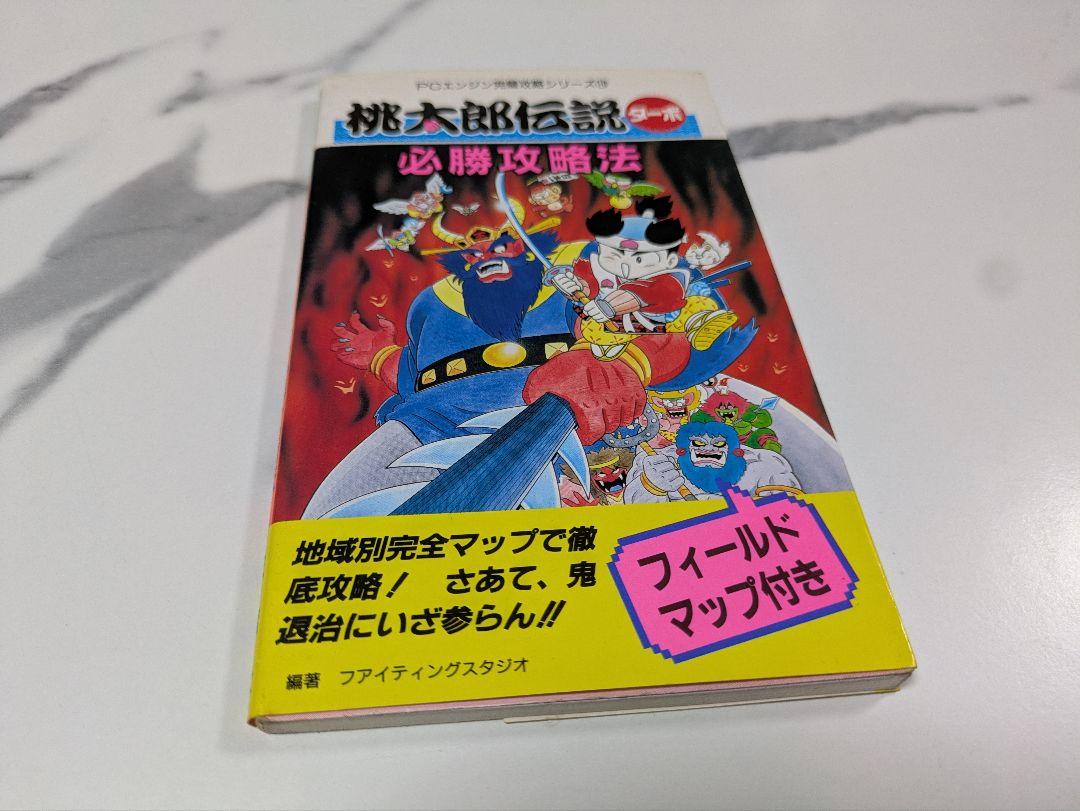 PCエンジン完璧攻略シリーズ
桃太郎伝説 ターボ
必勝攻略法
地域別完全マップで徹
底攻略! さあて、鬼
退治にいざ参らん!!
フィールド
マップ付き
編著 ファイティングスタジオ